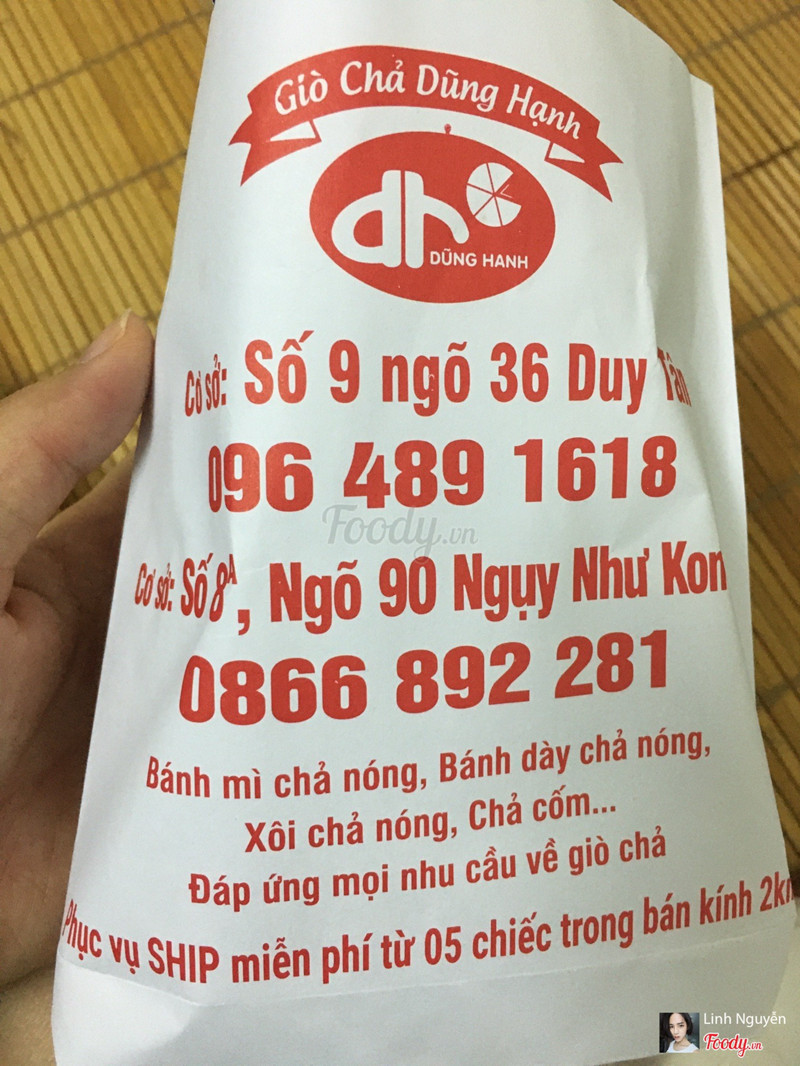 Giò Chả Dũng Hạnh
dh
DŨNG HẠNH
Cơ sở: Số 9 ngõ 36 Duy Tân
096 489 1618
Foody.vn
Cơ sở: Số 8A, Ngõ 90 Ngụy Như Kon
0866 892 281
Bánh mì chả nóng, Bánh dày chả nóng,
Xôi chả nóng, Chả cốm...
Đáp ứng mọi nhu cầu về giò chả
Phục vụ SHIP miễn phí từ 05 chiếc trong bán kính 2km
Linh Nguyễn
Foody.vn